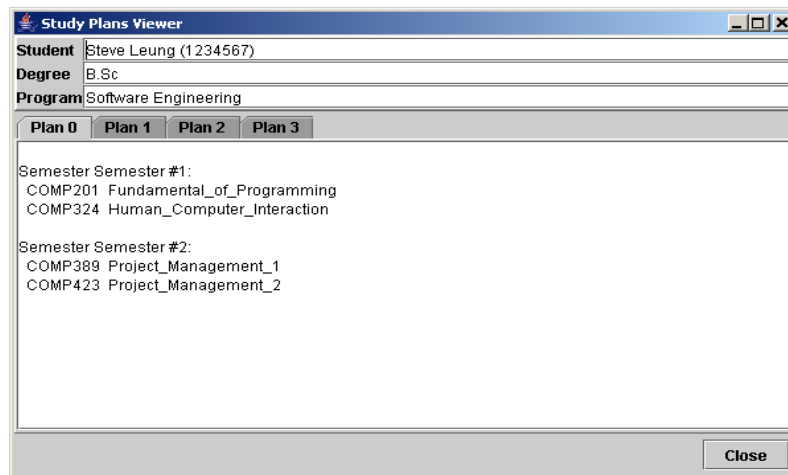 Study Plans Viewer
Student Steve Leung (1234567)
Degree B.Sc
Program Software Engineering
Plan 0 Plan 1 Plan 2 Plan 3
Semester Semester #1:
COMP201 Fundamental_of_Programming
COMP324 Human_Computer_Interaction
Semester Semester #2:
COMP389 Project_Management_1
COMP423 Project_Management_2
Close